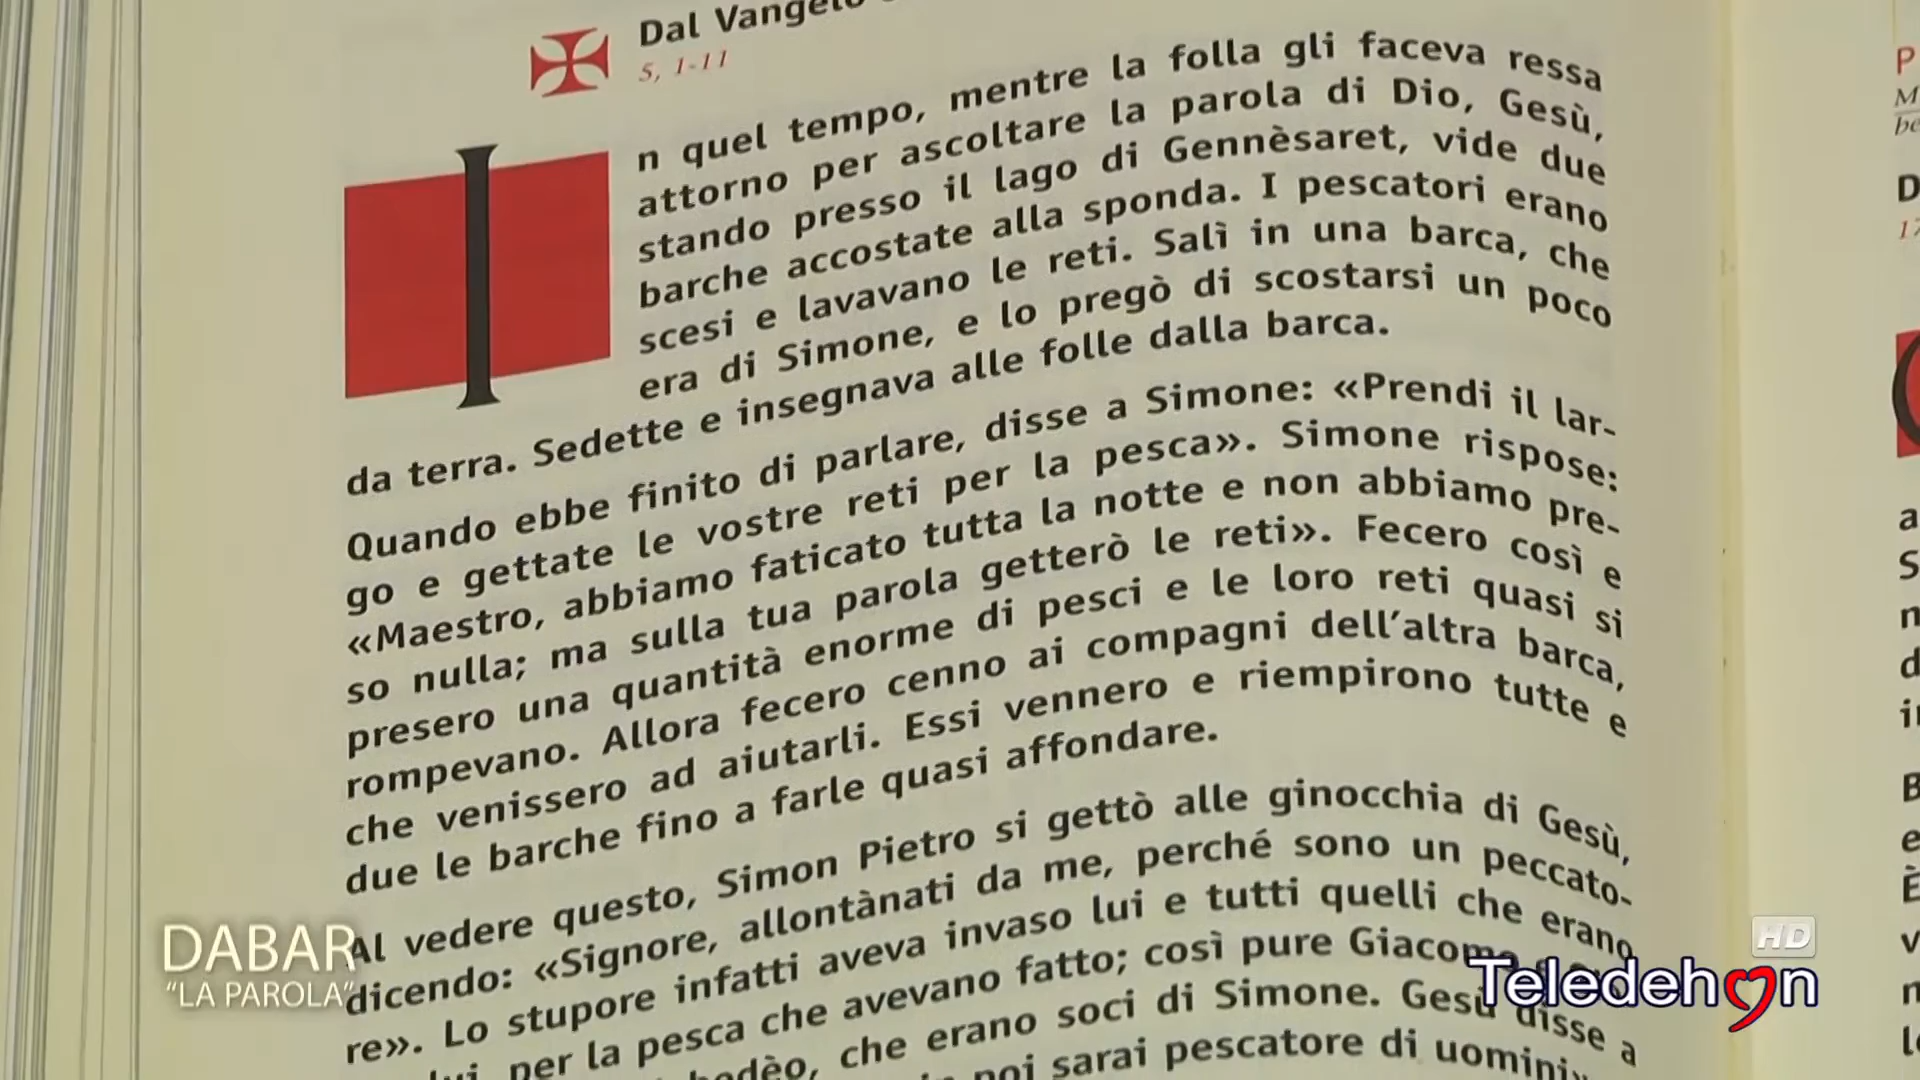 Dal Vangelo
5, 1-11
In quel tempo, mentre la folla gli faceva ressa
attorno per ascoltare la parola di Dio, Gesù,
stando presso il lago di Gennèsaret, vide due
barche accostate alla sponda. I pescatori erano
scesi e lavavano le reti. Salì in una barca, che
era di Simone, e lo pregò di scostarsi un poco
da terra. Sedette e insegnava alle folle dalla barca.
Quando ebbe finito di parlare, disse a Simone: «Prendi il lar-
go e gettate le vostre reti per la pesca». Simone rispose:
«Maestro, abbiamo faticato tutta la notte e non abbiamo pre-
so nulla; ma sulla tua parola getterò le reti». Fecero così e
presero una quantità enorme di pesci e le loro reti quasi si
rompevano. Allora fecero cenno ai compagni dell'altra barca,
che venissero ad aiutarli. Essi vennero e riempirono tutte e
due le barche fino a farle quasi affondare.
Al vedere questo, Simon Pietro si gettò alle ginocchia di Gesù,
dicendo: «Signore, allontànati da me, perché sono un peccato-
re». Lo stupore infatti aveva invaso lui e tutti quelli che erano
lui, per la pesca che avevano fatto; così pure Giacomo
che erano soci di Simone. Gesù disse a
poi sarai pescatore di uomini».
DABAR
"LA PAROLA"
HD
Teledehon